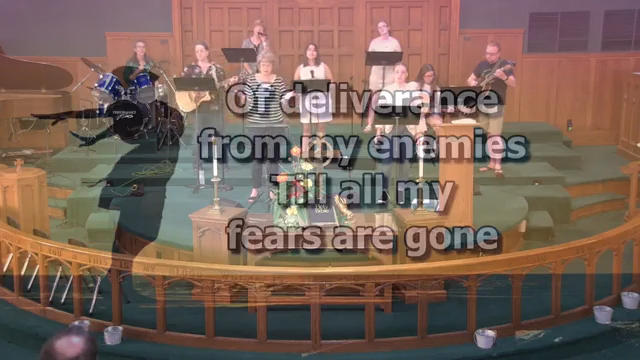 Of deliverance
from my enemies
Till all my
fears are gone